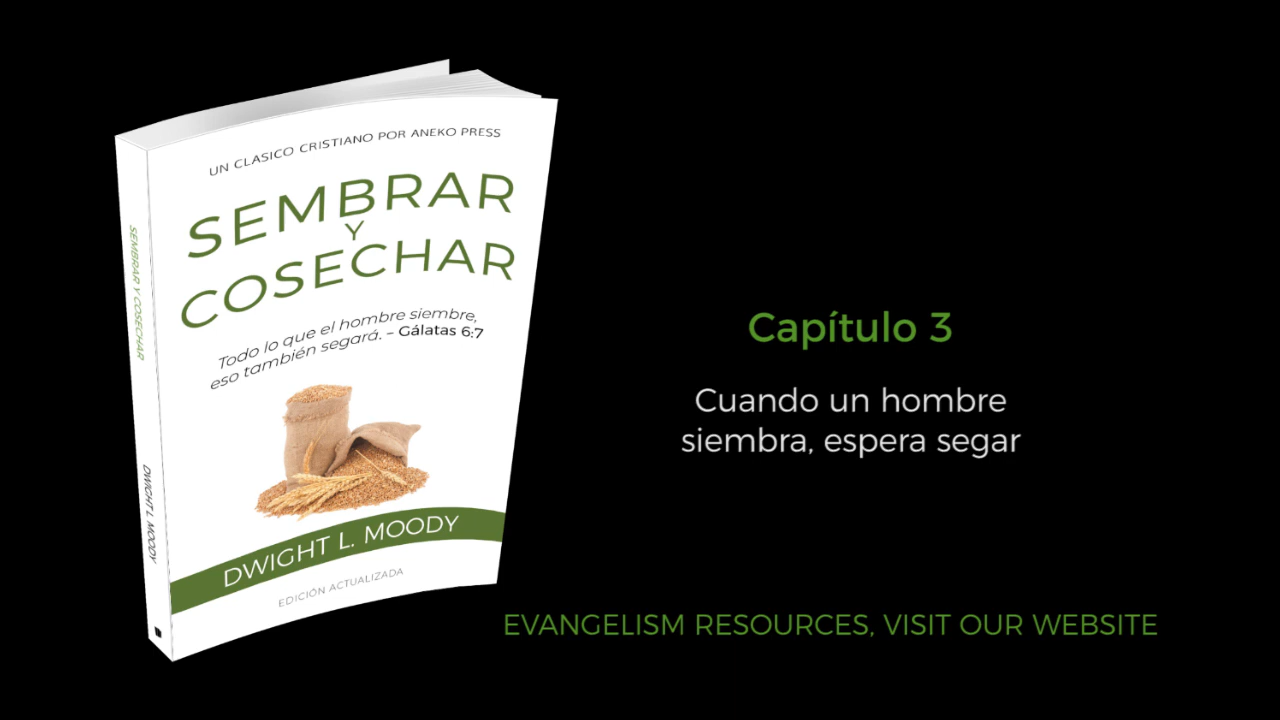 UN CLASICO CRISTIANO POR ANEKO PRESS
SEMBRAR
Y
COSECHAR
Todo lo que el hombre siembre,
eso también segará. – Gálatas 6:7
DWIGHT L. MOODY
EDICIÓN ACTUALIZADA
SEMBRAR Y COSECHAR
DWIGHT L. MOODY
Capítulo 3
Cuando un hombre
siembra, espera segar
EVANGELISM RESOURCES, VISIT OUR WEBSITE